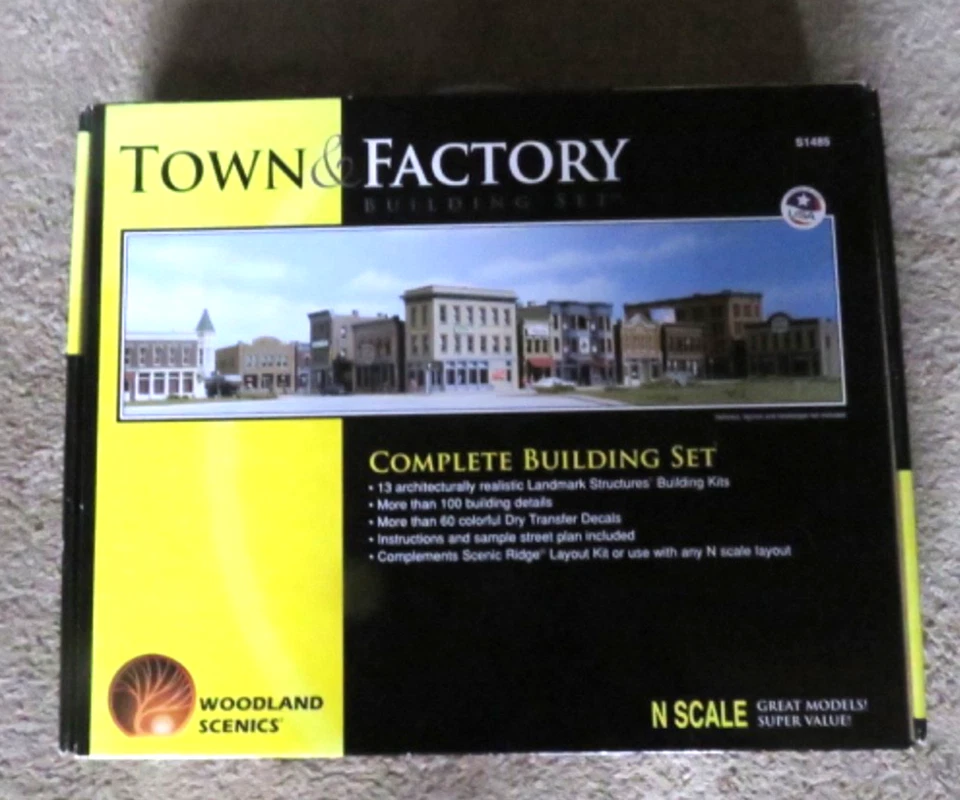 TOWN & FACTORY
BUILDING SET™
S1485
USA
COMPLETE BUILDING SET
• 13 architecturally realistic Landmark Structures® Building Kits
• More than 100 building details
• More than 60 colorful Dry Transfer Decals
• Instructions and sample street plan included
• Complements Scenic Ridge® Layout Kit or use with any N scale layout
WOODLAND
SCENICS®
N SCALE
GREAT MODELS!
SUPER VALUE!